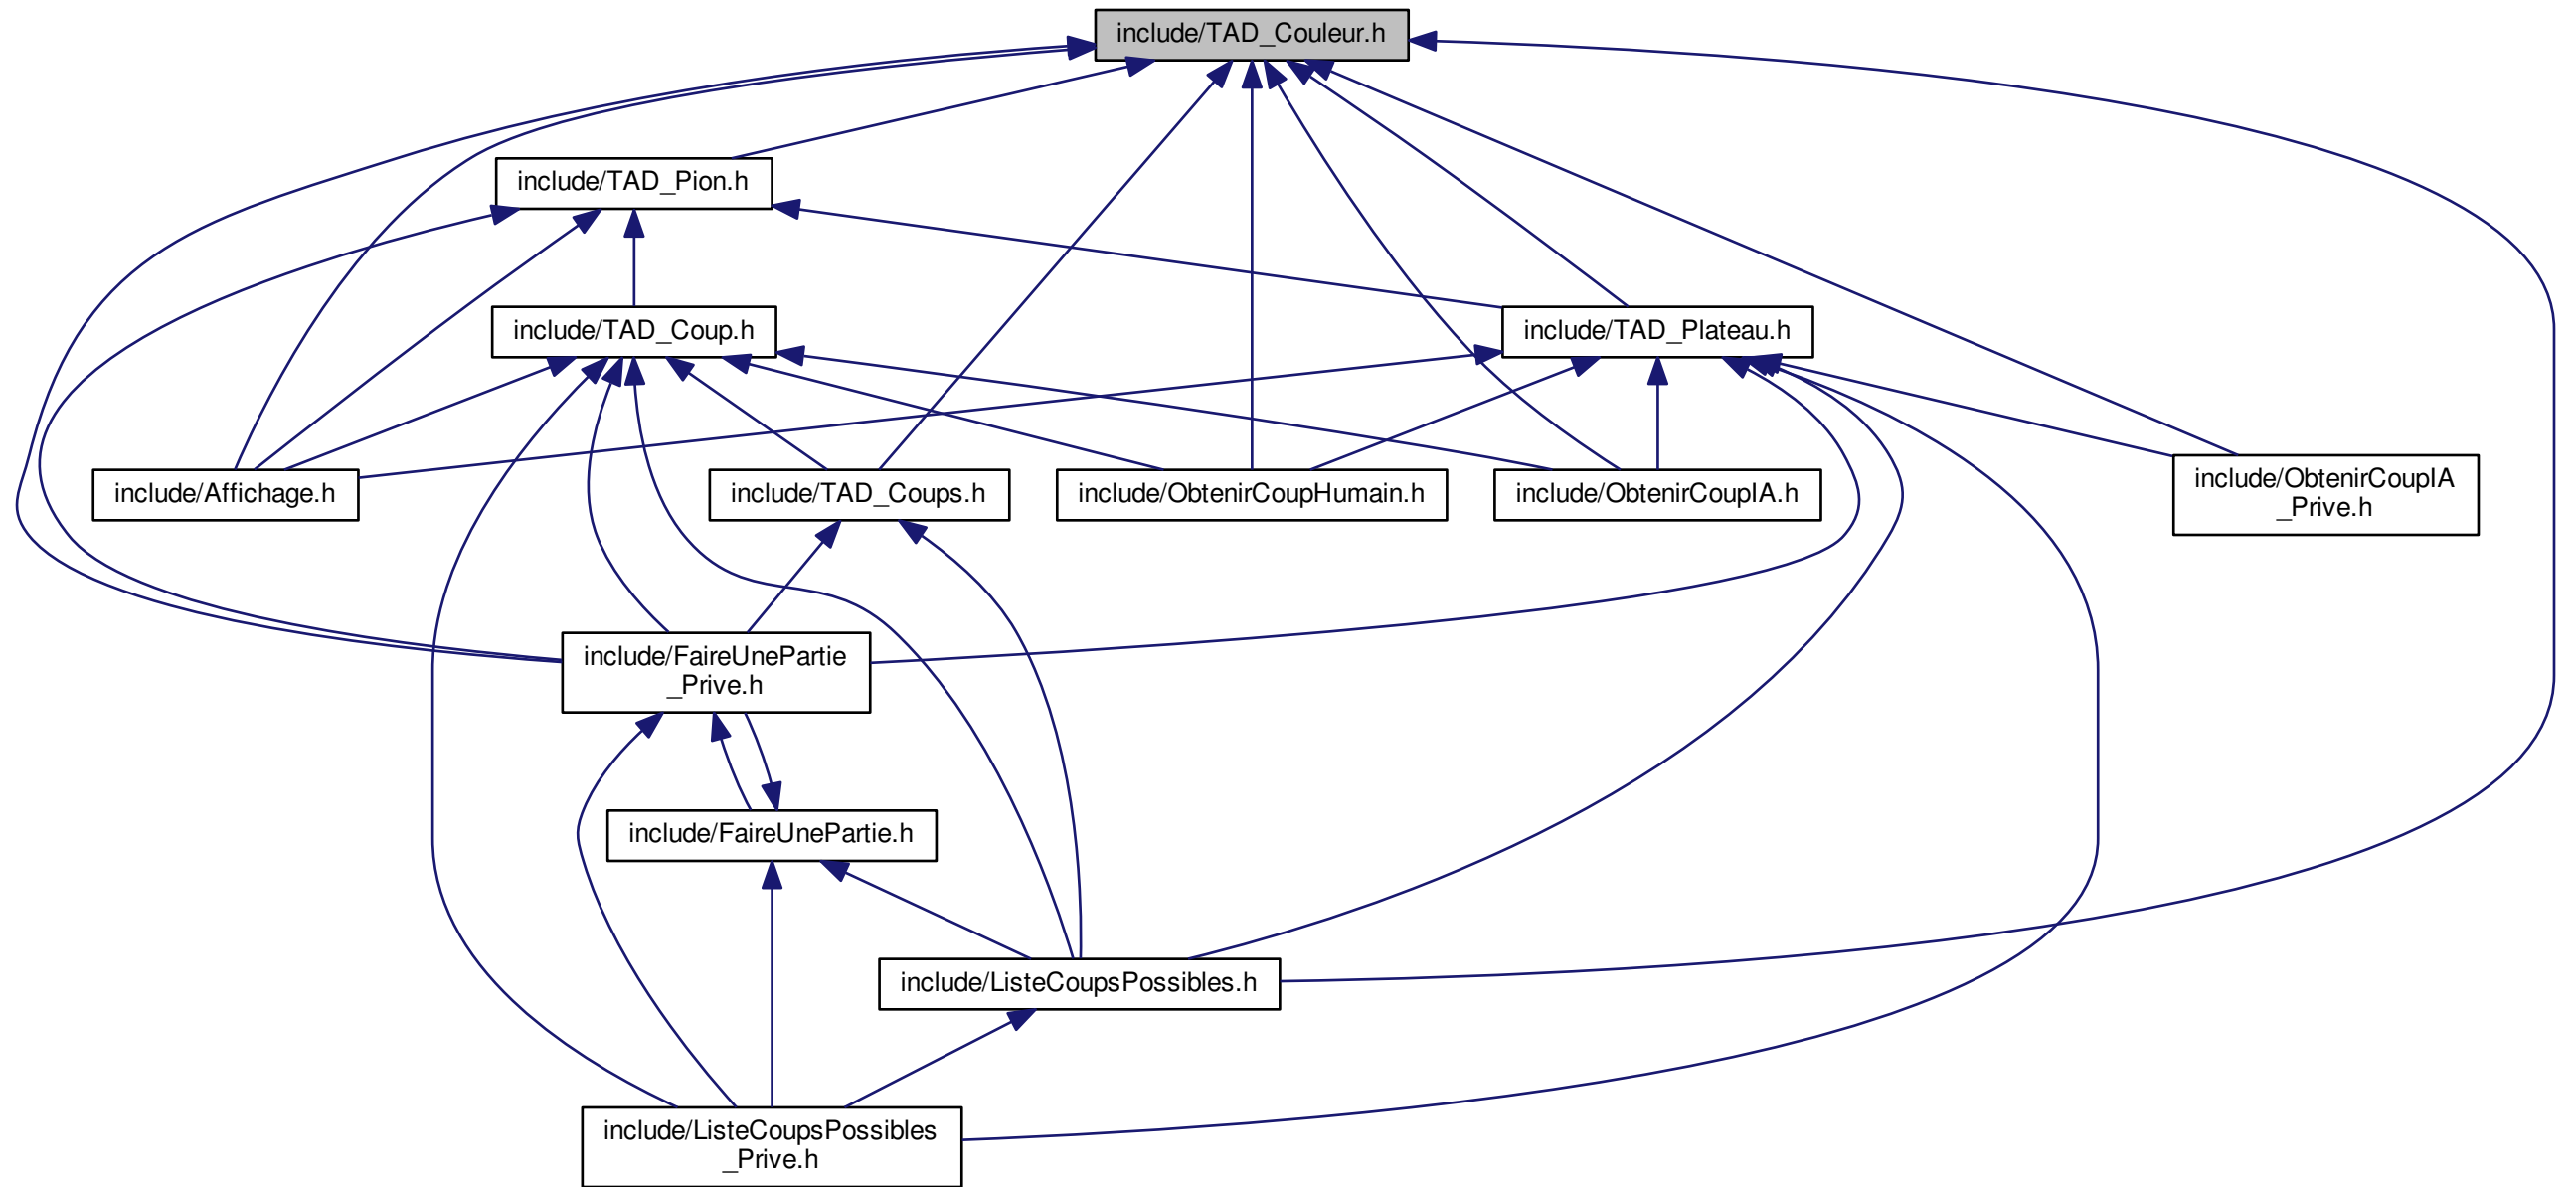 include/TAD_Couleur.h
include/TAD_Pion.h
include/TAD_Coup.h
include/TAD_Plateau.h
include/Affichage.h
include/TAD_Coups.h
include/ObtenirCoupHumain.h
include/ObtenirCoupIA.h
include/ObtenirCoupIA
_Prive.h
include/FaireUnePartie
_Prive.h
include/FaireUnePartie.h
include/ListeCoupsPossibles.h
include/ListeCoupsPossibles
_Prive.h